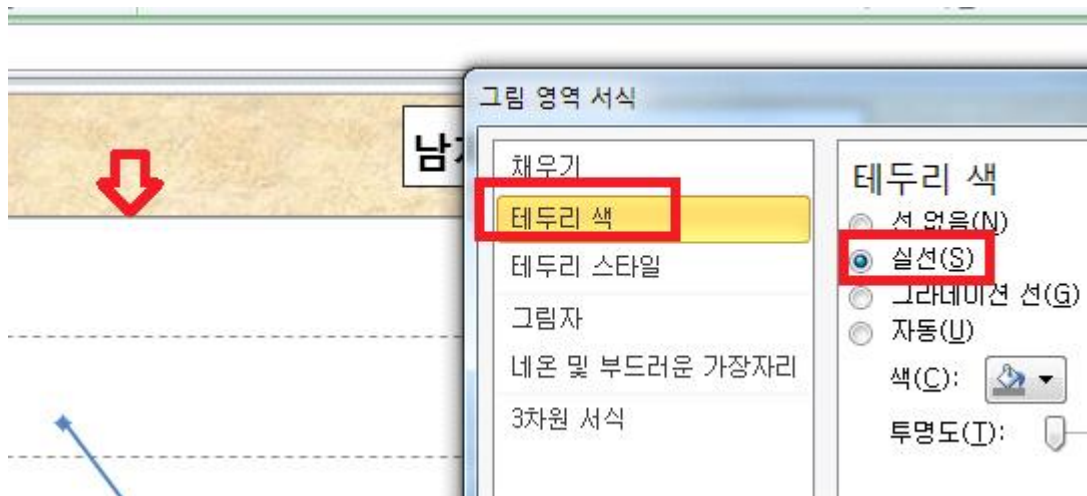 그림 영역 서식
남
채우기
테두리 색
테두리 스타일
그림자
네온 및 부드러운 가장자리
3차원 서식
테두리 색
선 없음(N)
실선(S)
그라데이션 선(G)
자동(U)
색(C):
투명도(T):